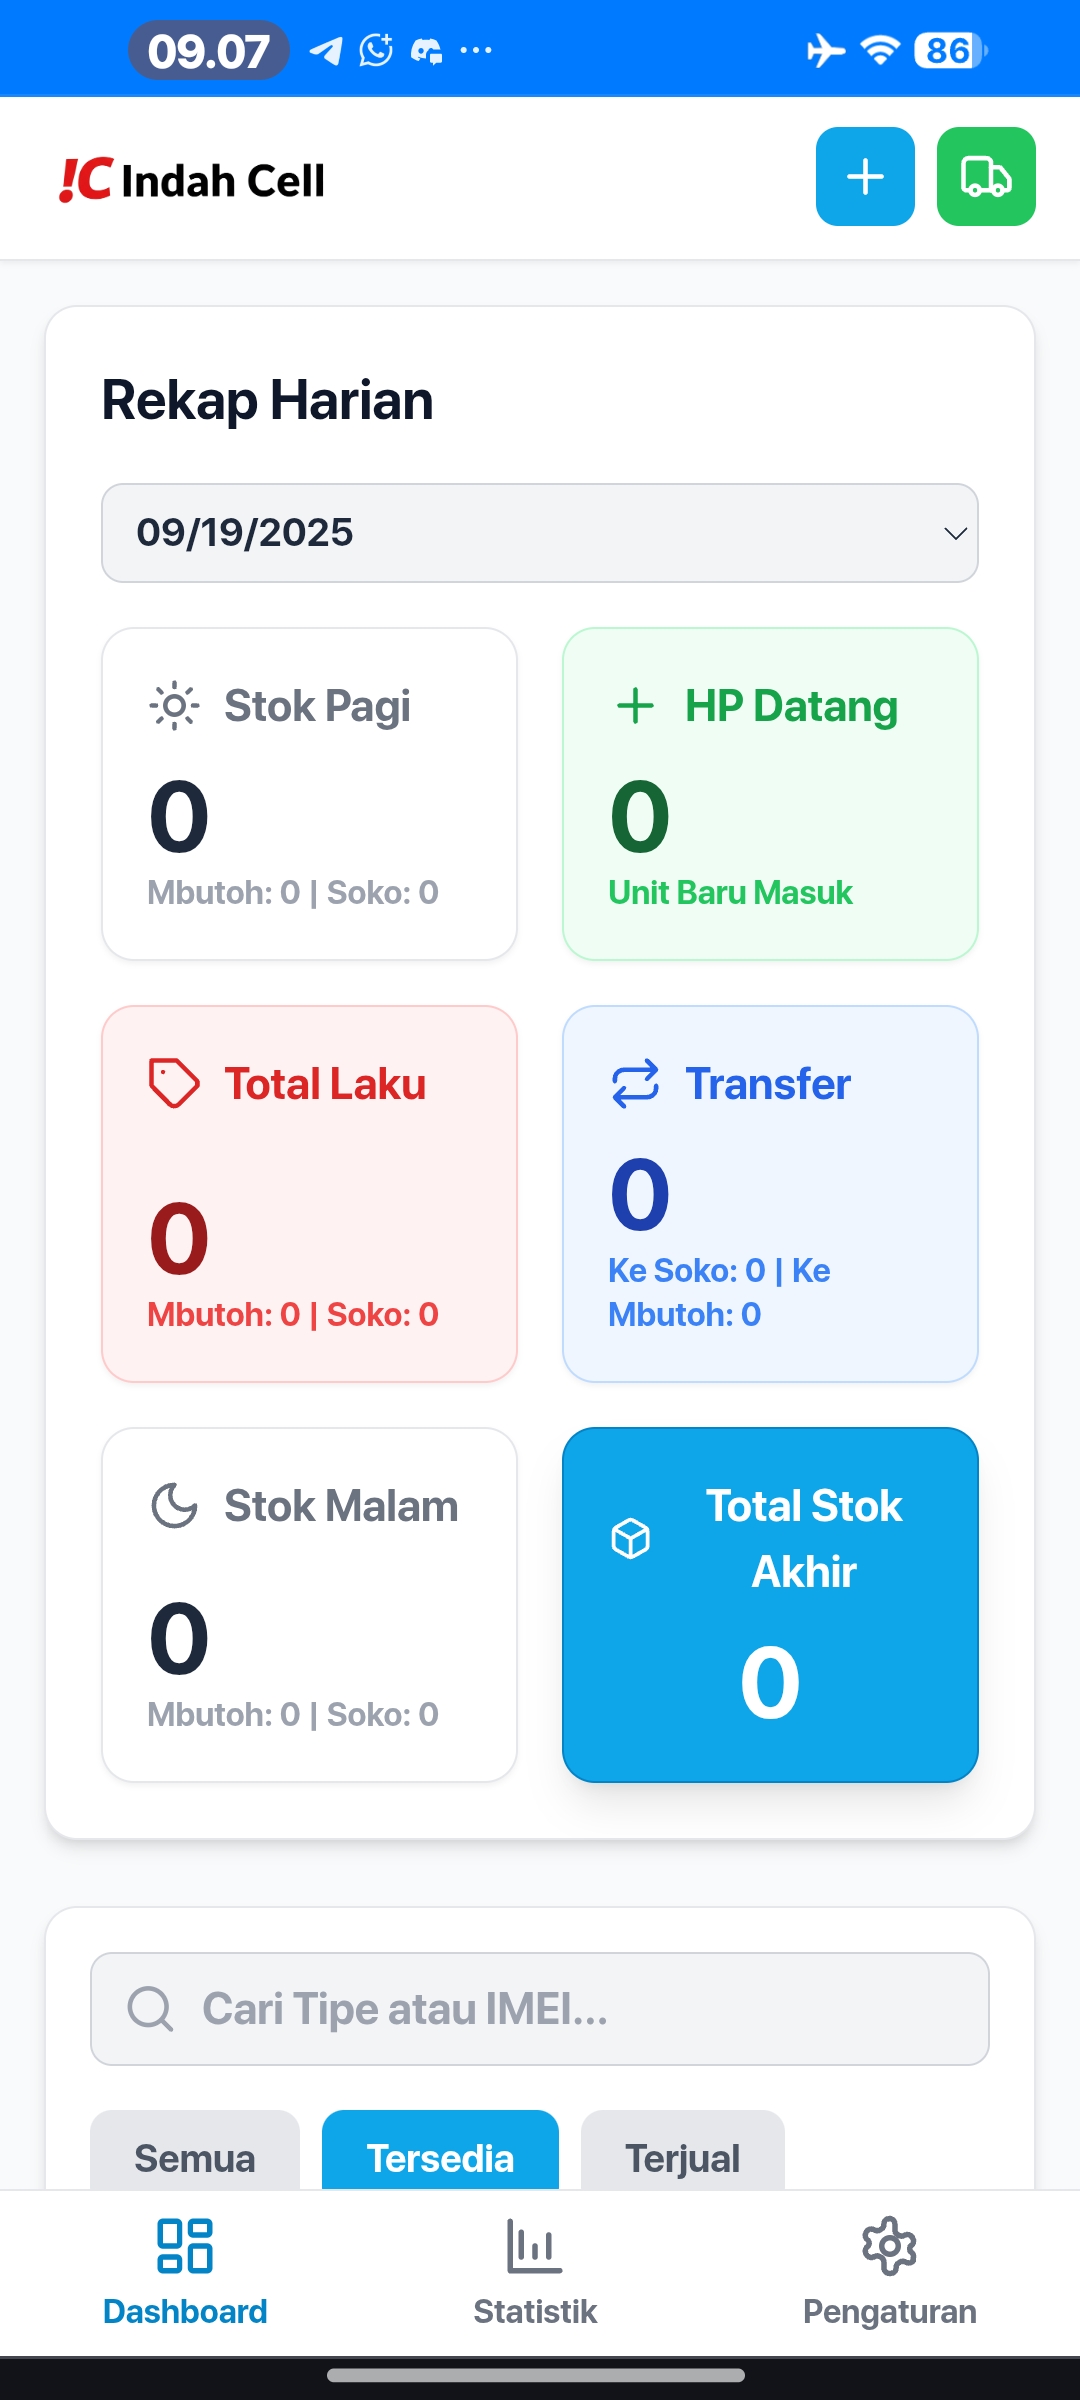 09.07
86
!C Indah Cell
Rekap Harian
09/19/2025
Stok Pagi
0
Mbutoh: 0 | Soko: 0
HP Datang
0
Unit Baru Masuk
Total Laku
0
Mbutoh: 0 | Soko: 0
Transfer
0
Ke Soko: 0 | Ke
Mbutoh: 0
Stok Malam
0
Mbutoh: 0 | Soko: 0
Total Stok
Akhir
0
Cari Tipe atau IMEI...
Semua
Tersedia
Terjual
Dashboard
Statistik
Pengaturan